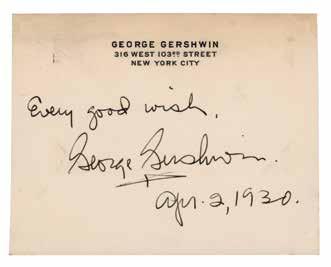 GEORGE GERSHWIN
316 WEST 103RD STREET
NEW YORK CITY
Every good wish,
George Gershwin.
Apr. 2, 1930.